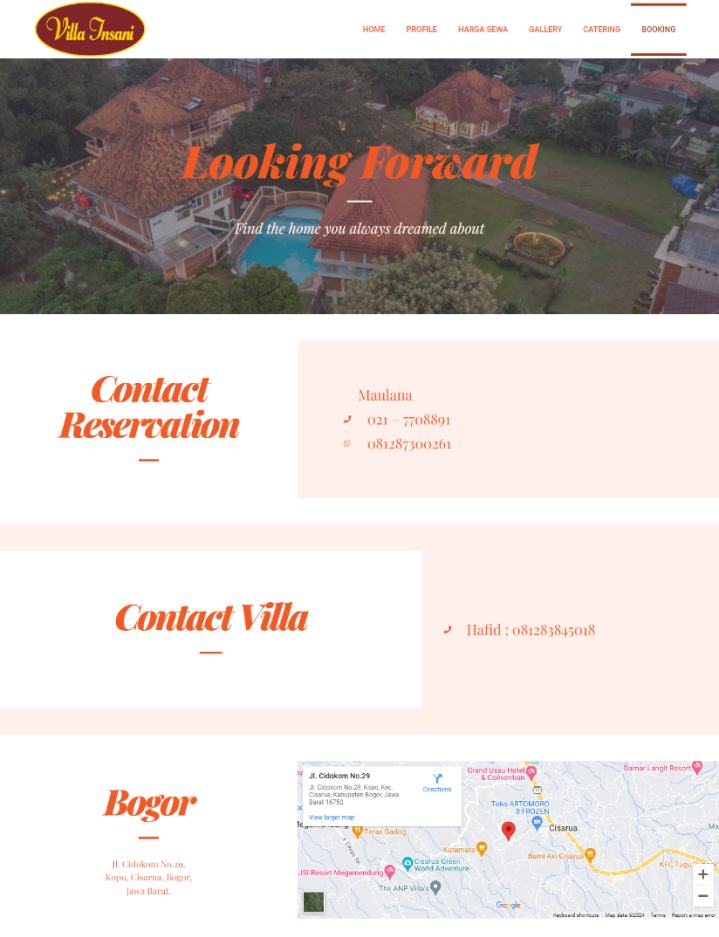 Villa Insani
HOME PROFILE HARGA SEWA GALLERY CATERING BOOKING
Looking Forward
Find the home you always dreamed about
Contact
Reservation
Maulana
021 – 7708891
081287300261
Contact Villa
Hafid : 081283845018
Bogor
Jl. Cidokom No.29,
Kopo, Cisarua, Bogor,
Jawa Barat.
Jl. Cidokom No.29
Jl. Cidokom No.29, Kopo, Kec.
Cisarua, Kabupaten Bogor, Jawa
Barat 16750
Directions
View larger map
Grand Ussu Hotel
& Convention
Damar Langit Resort
Toko ARTOMORO
8 FROZEN
Cisarua
Teras Gadog
Kutamera
Bumi Aki Cisarua
Cisarua Green
World Adventure
JSI Resort Megamendung
The ANP Villa's
KFC Tugu
Google
Keyboard shortcuts Map data ©2024 Terms Report a map error